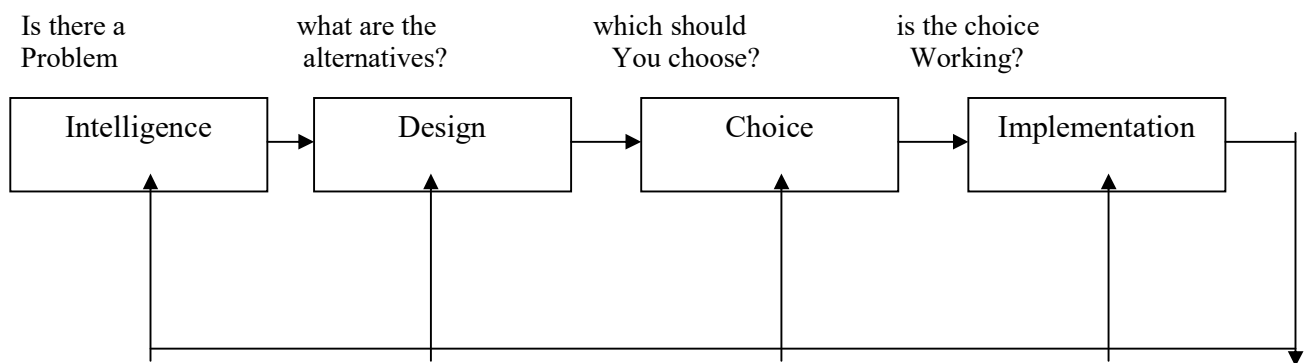 Is there a what are the which should is the choice
Problem alternatives? You choose? Working?
Intelligence Design Choice Implementation